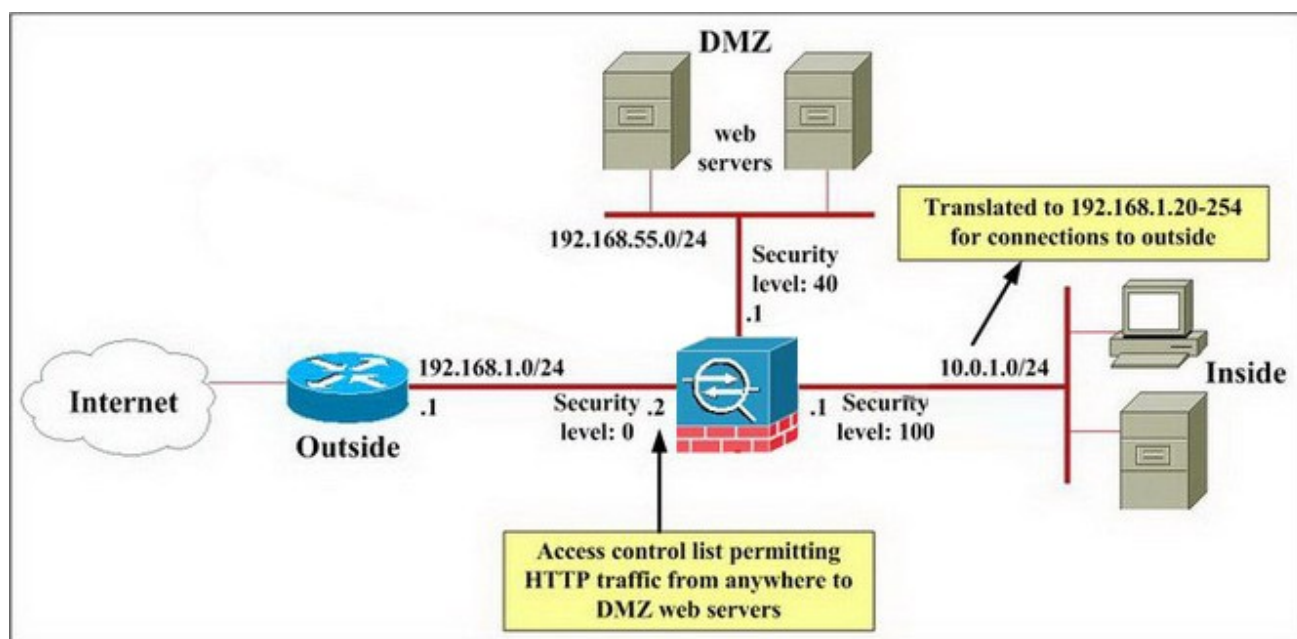 DMZ
web
servers
192.168.55.0/24
Security
level: 40
.1
Translated to 192.168.1.20-254
for connections to outside
Internet
192.168.1.0/24
.1
Outside
Security
level: 0
.2
.1
Security
level: 100
10.0.1.0/24
Inside
Access control list permitting
HTTP traffic from anywhere to
DMZ web servers